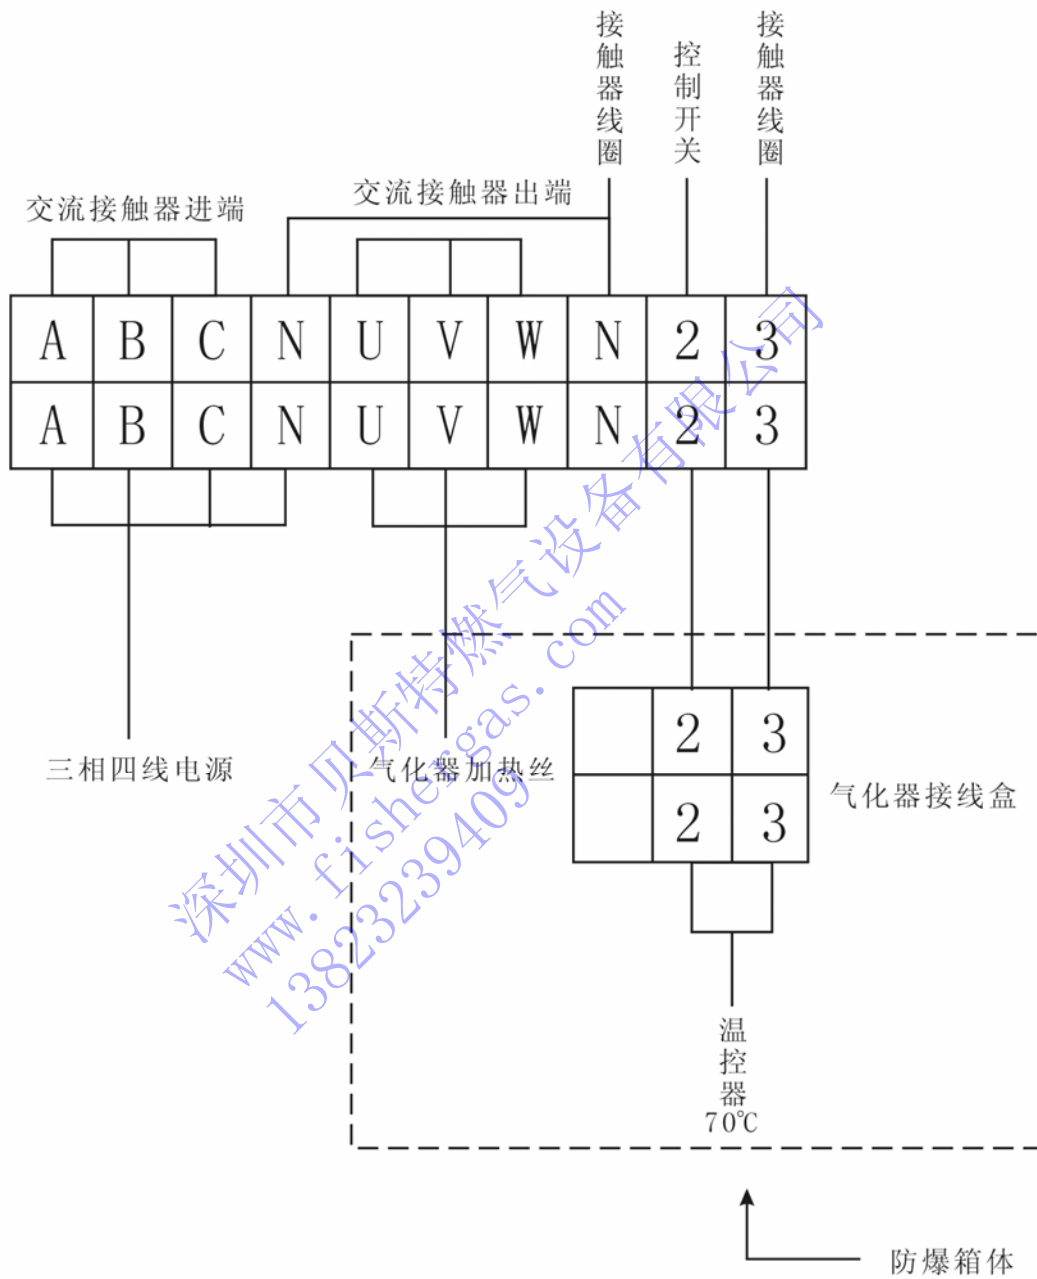 接触器线圈
控制开关
接触器线圈
交流接触器进端
交流接触器出端
A B C N U V W N 2 3
A B C N U V W N 2 3
三相四线电源
气化器加热丝
2 3
2 3
气化器接线盒
温控器
70℃
防爆箱体
深圳市贝斯特燃气设备有限公司
www.fishergas.com
13823239409